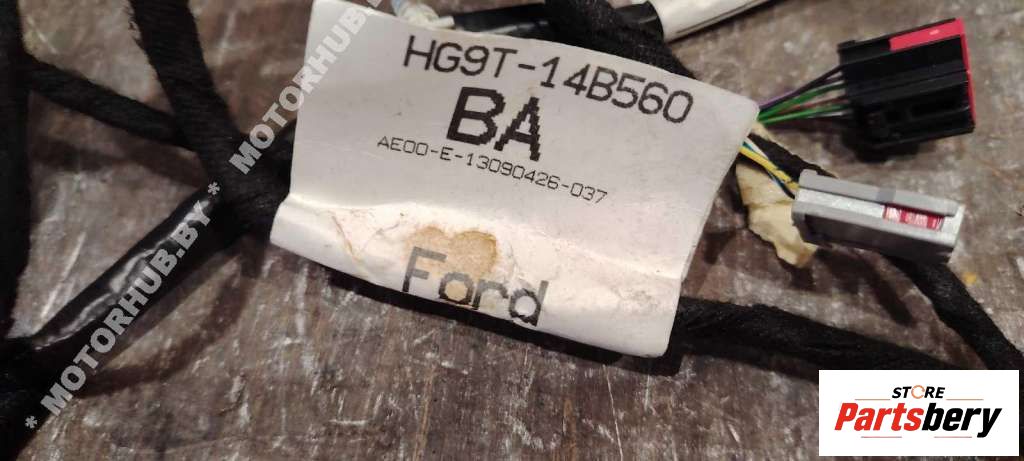 HG9T-14B560
BA
AE00-E-13090426-037
Ford
* MOTORHUB.BY * MOTORHUB.BY
STORE
Partsbery